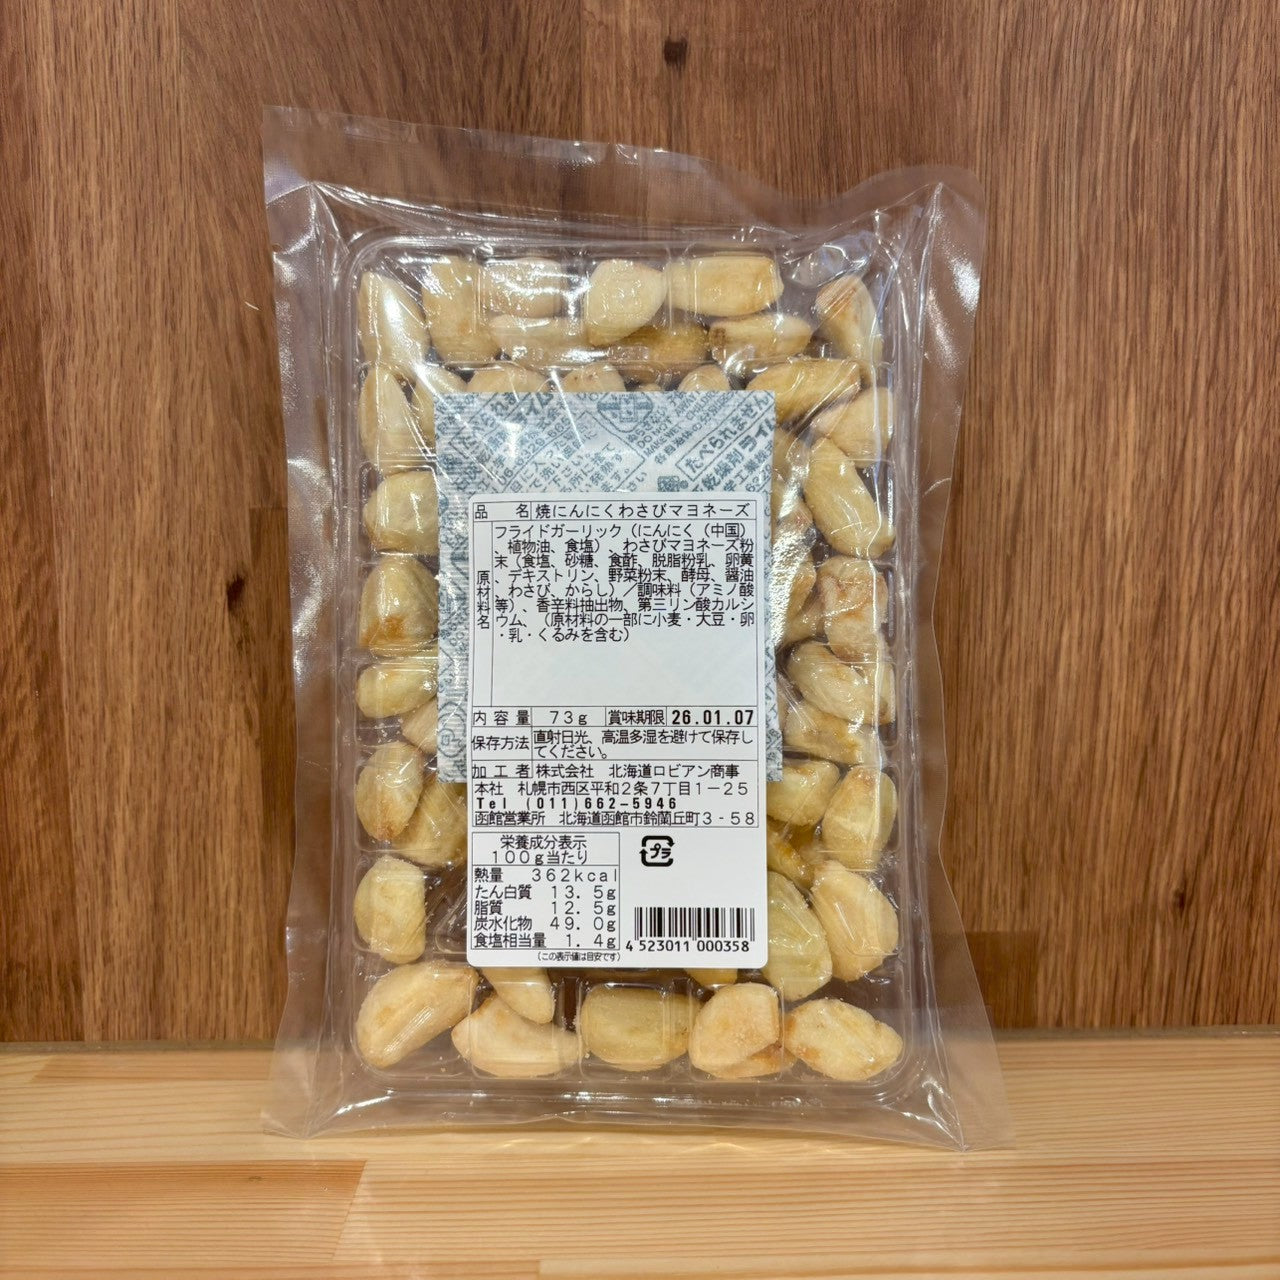 たべられません
品 名 焼にんにくわさびマヨネーズ
原材料名
フライドガーリック(にんにく(中国)
、植物油、食塩)、わさびマヨネーズ粉
末(食塩、砂糖、食酢、脱脂粉乳、卵黄
、デキストリン、野菜粉末、酵母、醤油
、わさび、からし)/調味料(アミノ酸
等)、香辛料抽出物、第三リン酸カルシ
ウム、(原材料の一部に小麦・大豆・卵
・乳・くるみを含む)
内容量 73g 賞味期限 26.01.07
保存方法 直射日光、高温多湿を避けて保存し
てください。
加工者 株式会社 北海道ロビアン商事
本社 札幌市西区平和2条7丁目1-25
Tel (011)662-5946
函館営業所 北海道函館市鈴蘭丘町3-58
栄養成分表示
100g当たり
熱量 362kcal
たん白質 13.5g
脂質 12.5g
炭水化物 49.0g
食塩相当量 1.4g
(この表示値は目安です)
プラ
4 523011 000358